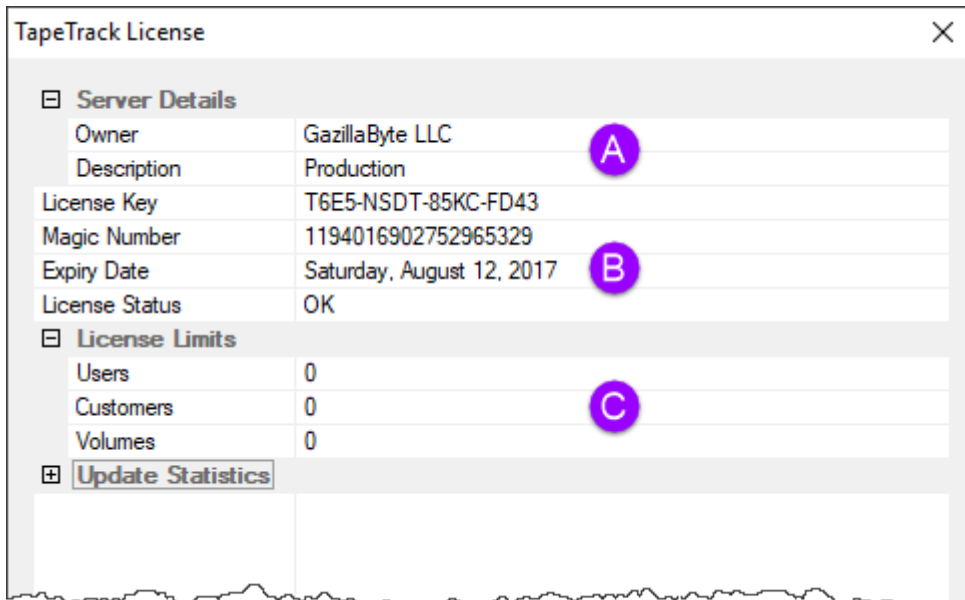 TapeTrack License
Server Details
Owner GazillaByte LLC
A
Description Production
License Key T6E5-NSDT-85KC-FD43
Magic Number 1194016902752965329
Expiry Date Saturday, August 12, 2017 B
License Status OK
License Limits
Users 0
Customers 0 C
Volumes 0
Update Statistics